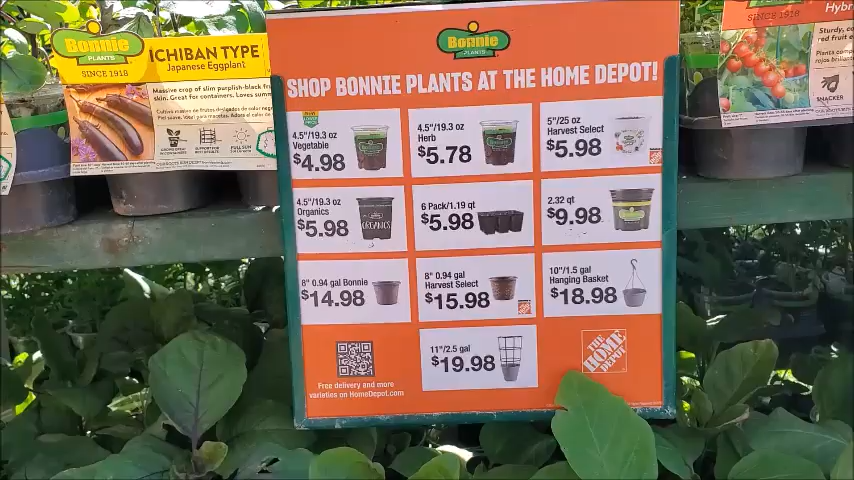 Bonnie
PLANTS
SINCE 1918
ICHIBAN TYPE
Japanese Eggplant
Massive crop of slim purplish-black
skin. Great for containers. Loves
FULL SUN
Bonnie
PLANTS
SHOP BONNIE PLANTS AT THE HOME DEPOT!
4.5"/19.3 oz
Vegetable
$4.98
4.5"/19.3 oz
Herb
$5.78
5"/25 oz
Harvest Select
$5.98
4.5"/19.3 oz
Organics
$5.98
ORGANICS
6 Pack/1.19 qt
$5.98
2.32 qt
$9.98
8" 0.94 gal Bonnie
$14.98
8" 0.94 gal
Harvest Select
$15.98
10"/1.5 gal
Hanging Basket
$18.98
11"/2.5 gal
$19.98
Free delivery and more
varieties on HomeDepot.com
THE
HOME
DEPOT
SINCE 1918
Hybr
Sturdy, co
red fruit
SNACKER